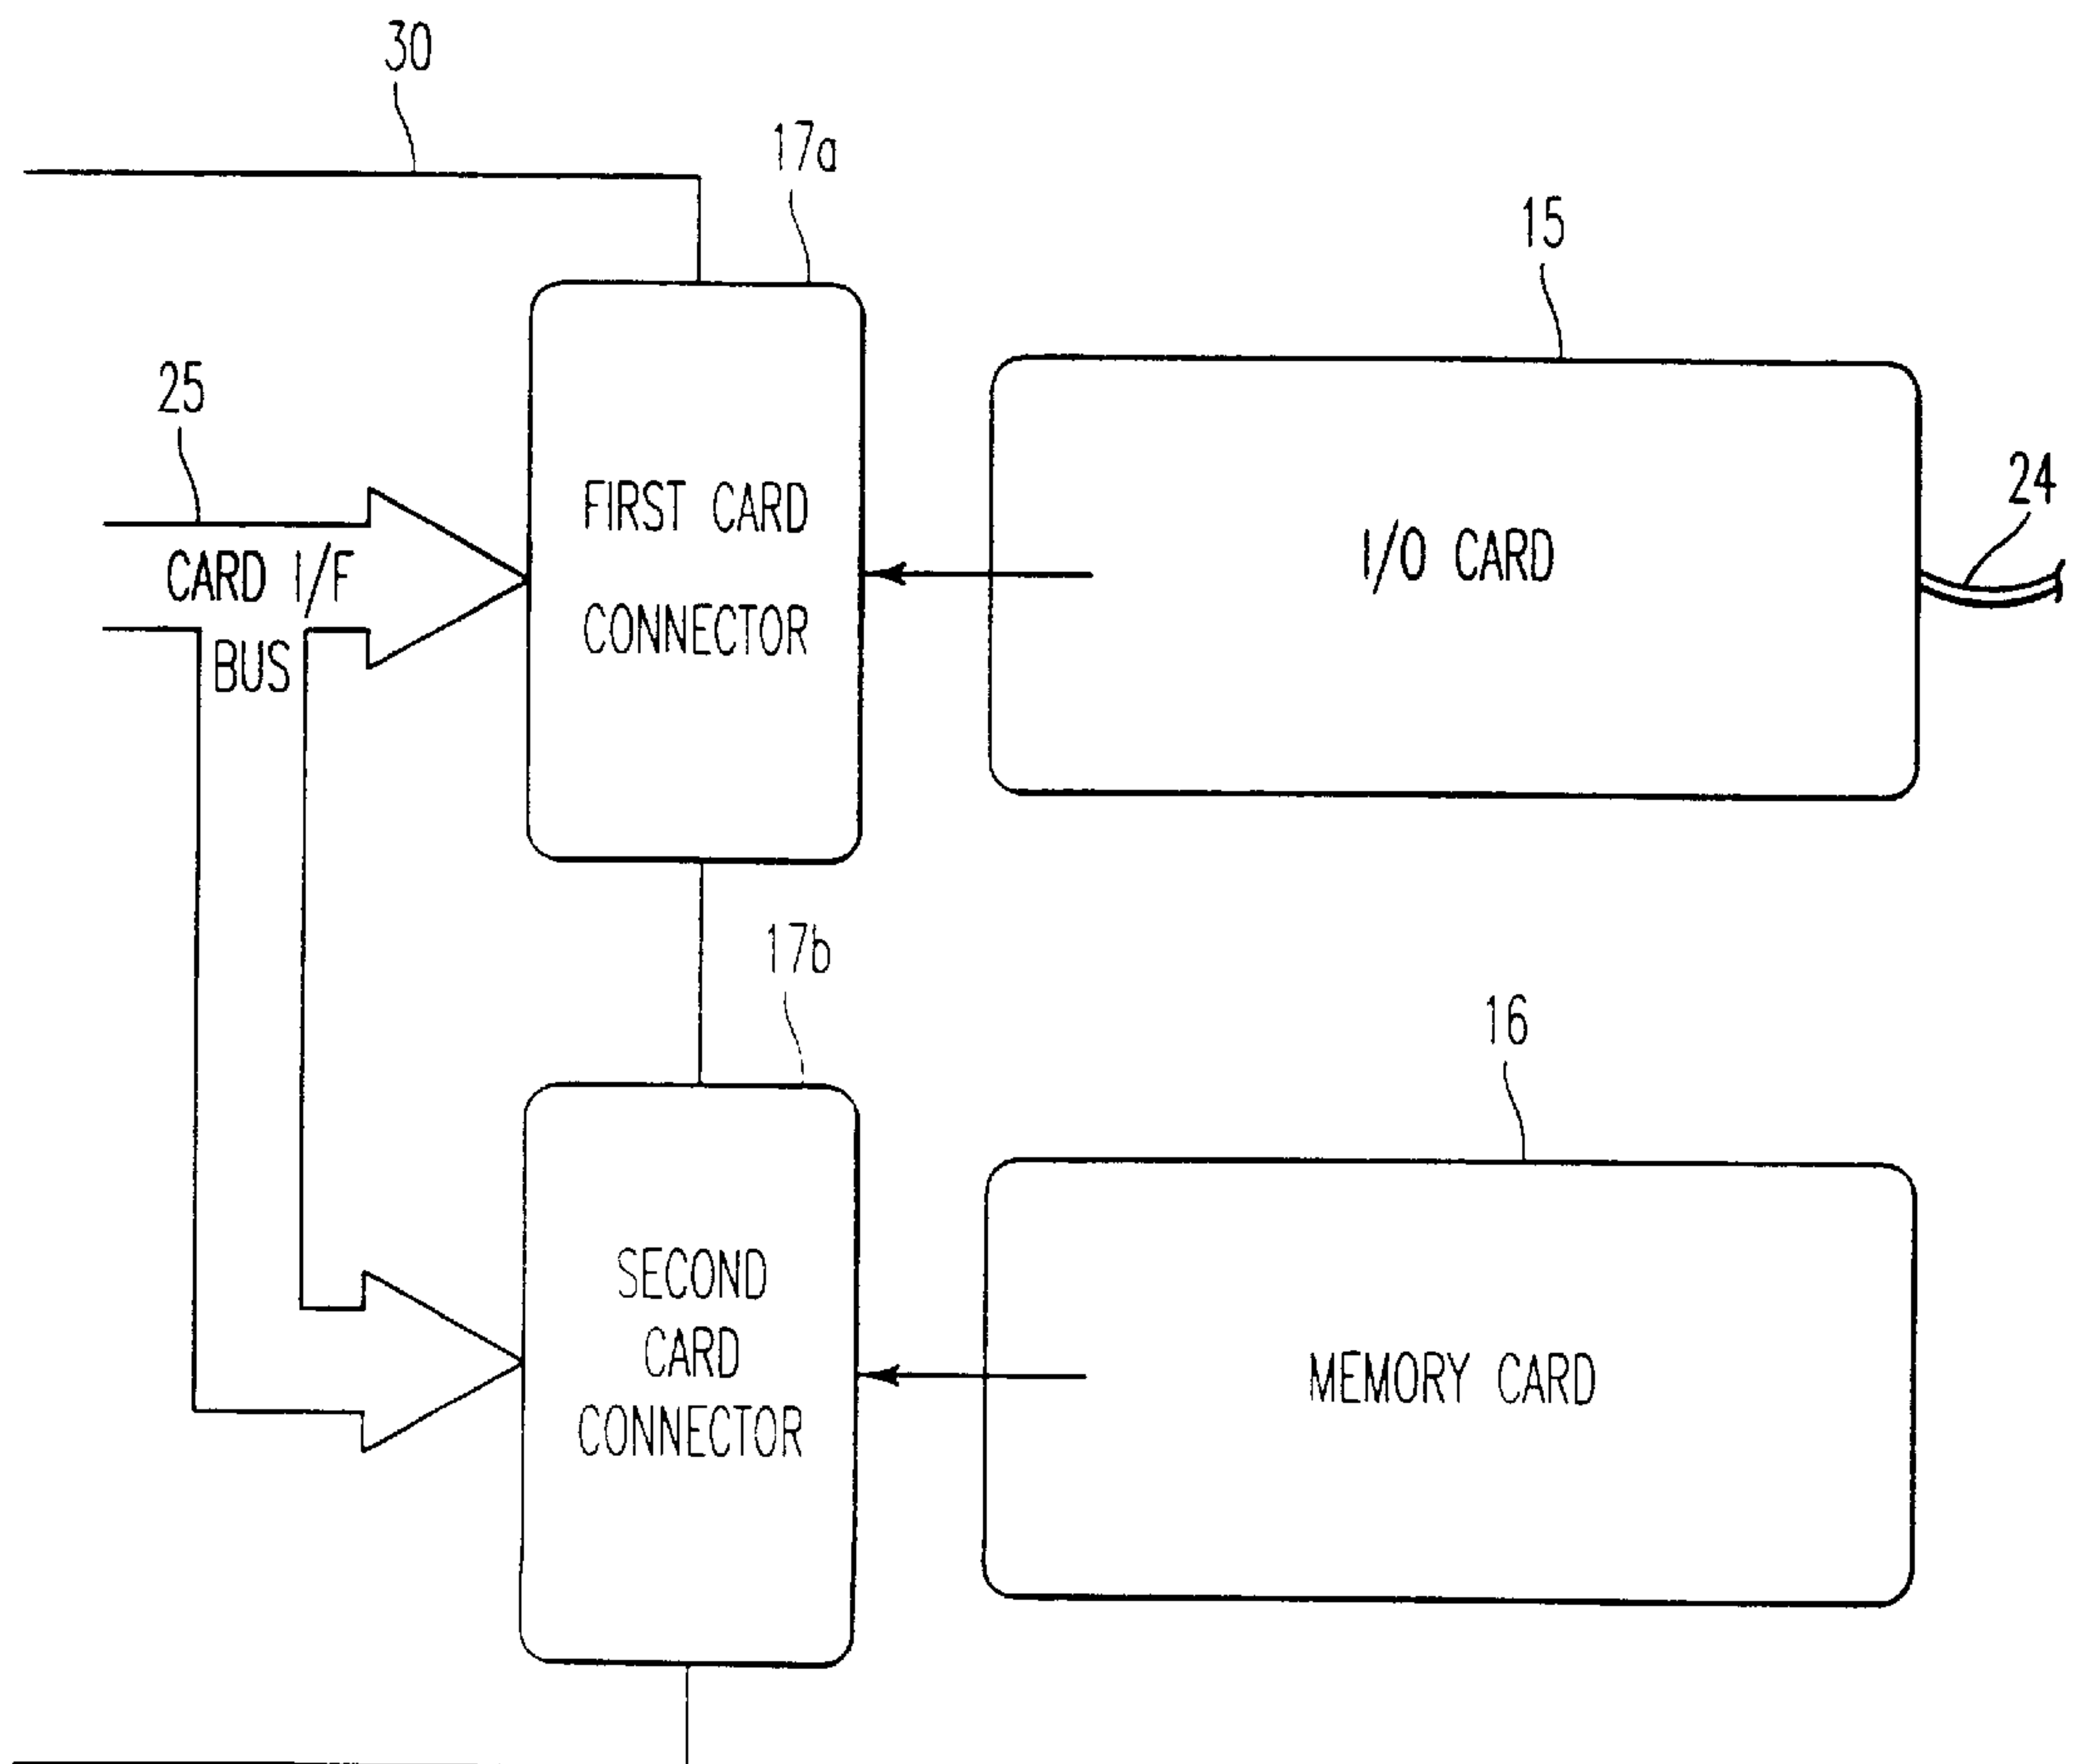 30
17a
15
25
24
FIRST CARD
CONNECTOR
I/O CARD
CARD I/F
BUS
17b
16
SECOND
CARD
CONNECTOR
MEMORY CARD